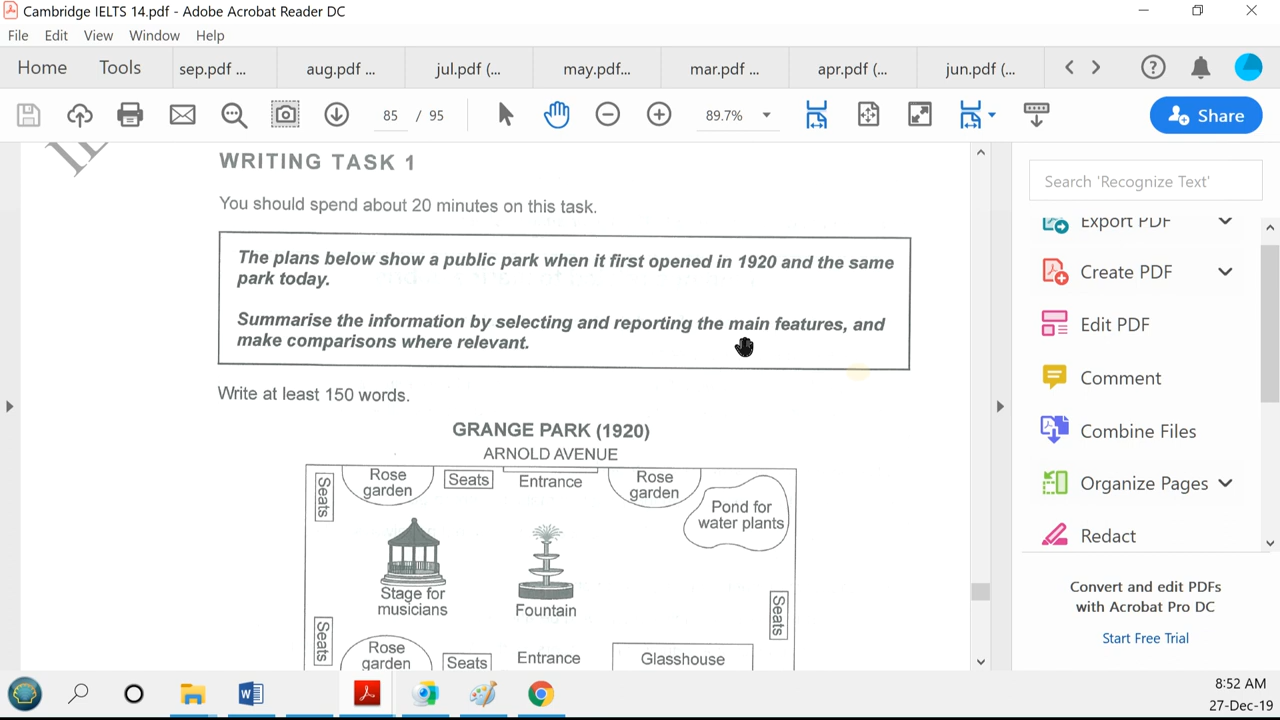 Cambridge IELTS 14.pdf - Adobe Acrobat Reader DC
File Edit View Window Help
Home Tools sep.pdf ... aug.pdf ... jul.pdf (... may.pdf... mar.pdf ... apr.pdf (... jun.pdf (...
85 / 95 89.7% Share
WRITING TASK 1
You should spend about 20 minutes on this task.
The plans below show a public park when it first opened in 1920 and the same
park today.
Summarise the information by selecting and reporting the main features, and
make comparisons where relevant.
Write at least 150 words.
GRANGE PARK (1920)
ARNOLD AVENUE
Seats
Rose
garden
Seats
Entrance
Rose
garden
Pond for
water plants
Stage for
musicians
Fountain
Seats
Seats
Rose
garden
Seats
Entrance
Glasshouse
Search 'Recognize Text'
Export PDF
Create PDF
Edit PDF
Comment
Combine Files
Organize Pages
Redact
Convert and edit PDFs
with Acrobat Pro DC
Start Free Trial
8:52 AM
27-Dec-19